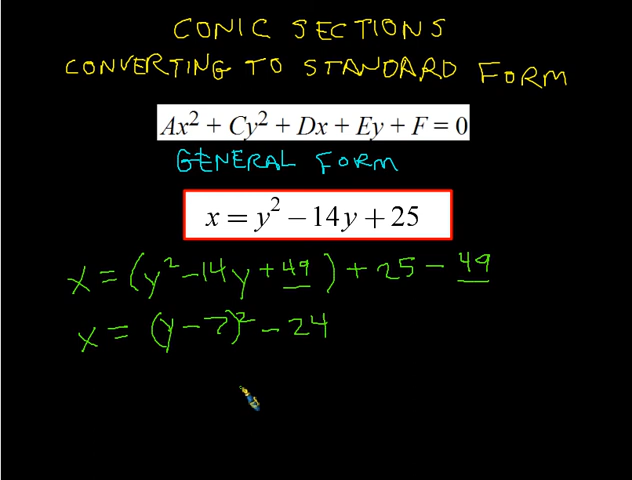 CONIC SECTIONS
CONVERTING TO STANDARD FORM
Ax² + Cy² + Dx + Ey + F = 0
GENERAL FORM
x = y² − 14y + 25
x = (y² − 14y + 49) + 25 − 49
x = (y − 7)² − 24